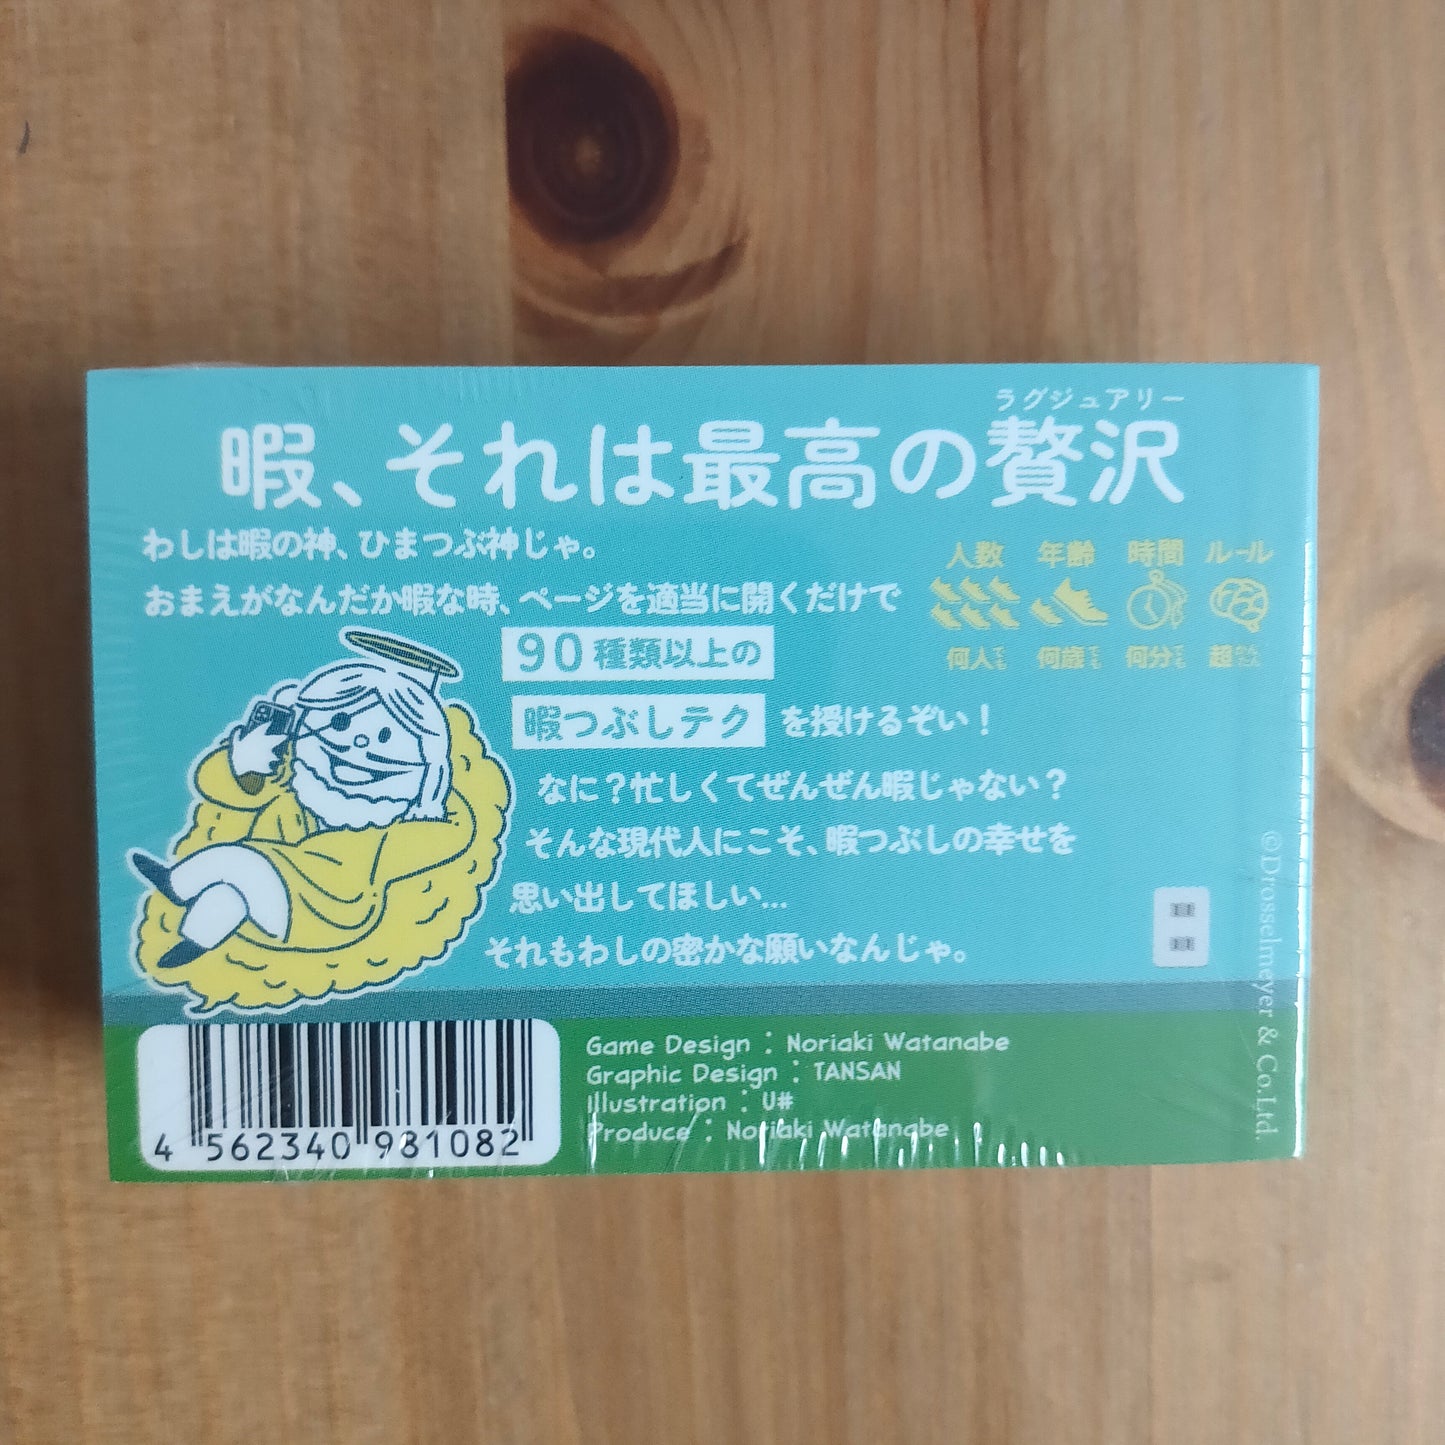 ラグジュアリー
暇、それは最高の贅沢
わしは暇の神、ひまつぶ神じゃ。
おまえがなんだか暇な時、ページを適当に開くだけで
90種類以上の
暇つぶしテク を授けるぞい！
なに？忙しくてぜんぜん暇じゃない？
そんな現代人にこそ、暇つぶしの幸せを
思い出してほしい…
それもわしの密かな願いなんじゃ。
人数 年齢 時間 ルール
何人でも 何歳でも 何分でも 超かんたん
Game Design : Noriaki Watanabe
Graphic Design : TANSAN
Illustration : U#
Produce : Noriaki Watanabe
4 562340 981082
©Drosselmeyer & Co.Ltd.